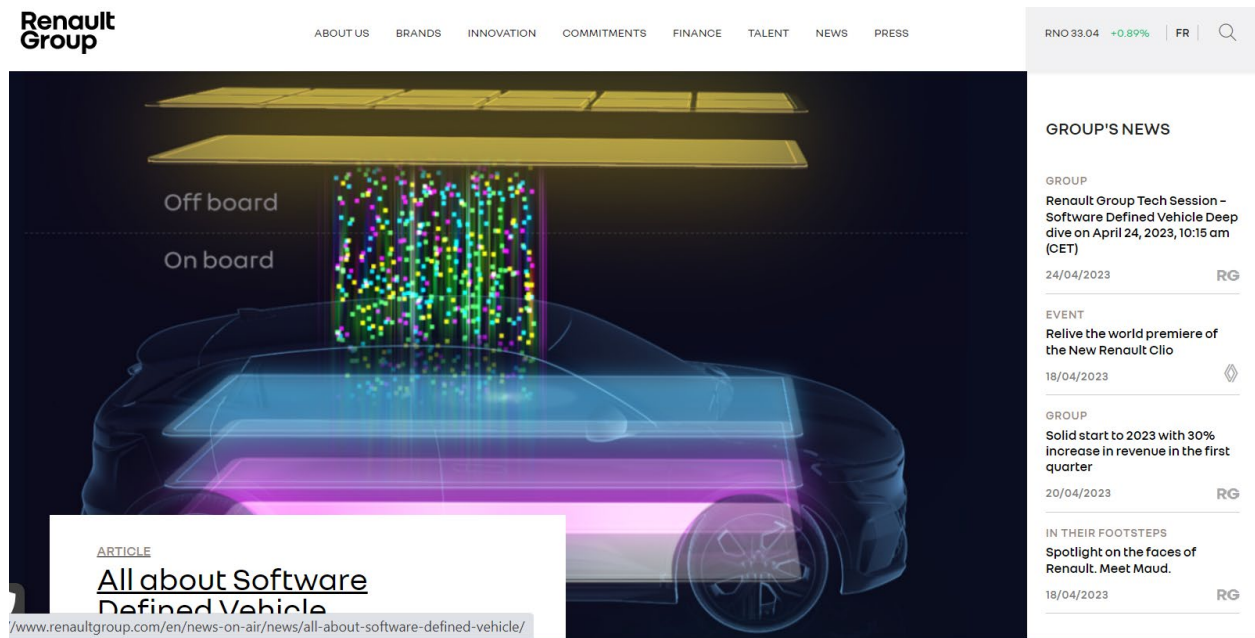 Renault
Group
ABOUT US BRANDS INNOVATION COMMITMENTS FINANCE TALENT NEWS PRESS
RNO 33.04 +0.89% FR
Off board
On board
ARTICLE
All about Software
Defined Vehicle
/www.renaultgroup.com/en/news-on-air/news/all-about-software-defined-vehicle/
GROUP'S NEWS
GROUP
Renault Group Tech Session –
Software Defined Vehicle Deep
dive on April 24, 2023, 10:15 am
(CET)
24/04/2023 RG
EVENT
Relive the world premiere of
the New Renault Clio
18/04/2023
GROUP
Solid start to 2023 with 30%
increase in revenue in the first
quarter
20/04/2023 RG
IN THEIR FOOTSTEPS
Spotlight on the faces of
Renault. Meet Maud.
18/04/2023 RG